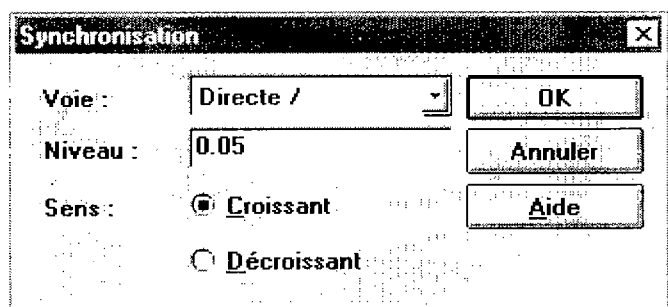 Synchronisation
Voie : Directe / OK
Niveau : 0.05 Annuler
Sens : Croissant Aide
Décroissant